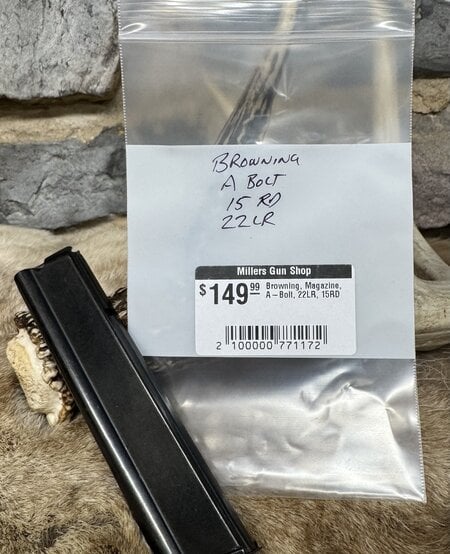 BROWNING
A BOLT
15 RD
22LR
Millers Gun Shop
$149.99 Browning, Magazine,
A-Bolt, 22LR, 15RD
2 100000 771172